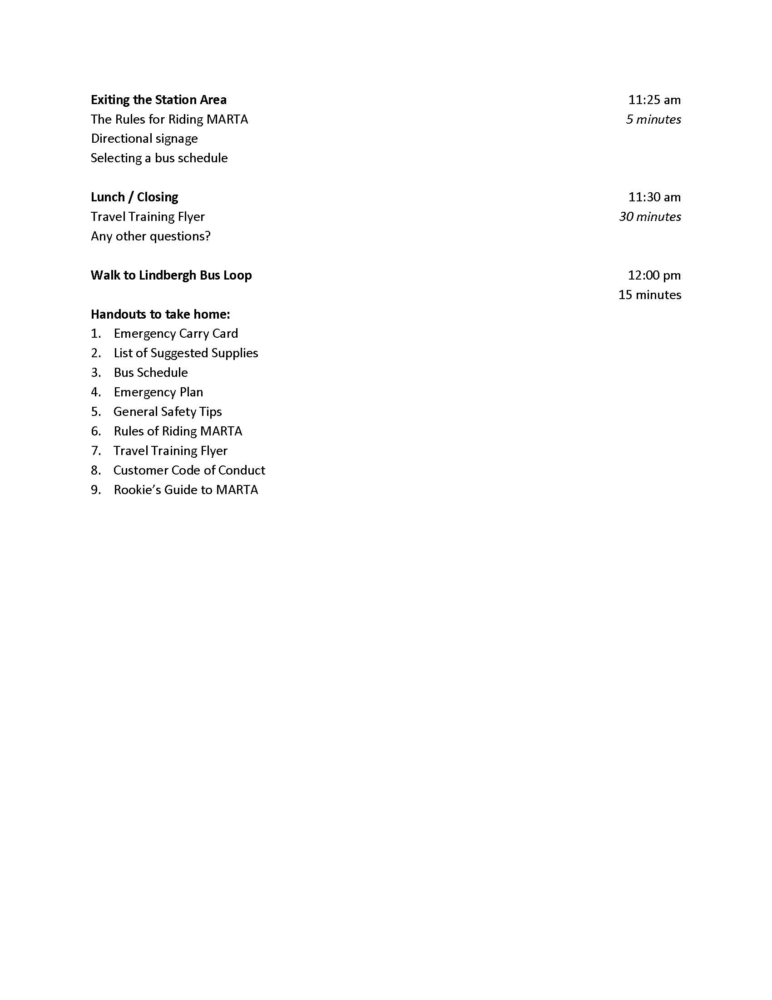 Exiting the Station Area 11:25 am
The Rules for Riding MARTA 5 minutes
Directional signage
Selecting a bus schedule
Lunch / Closing 11:30 am
Travel Training Flyer 30 minutes
Any other questions?
Walk to Lindbergh Bus Loop 12:00 pm
15 minutes
Handouts to take home:
1. Emergency Carry Card
2. List of Suggested Supplies
3. Bus Schedule
4. Emergency Plan
5. General Safety Tips
6. Rules of Riding MARTA
7. Travel Training Flyer
8. Customer Code of Conduct
9. Rookie’s Guide to MARTA